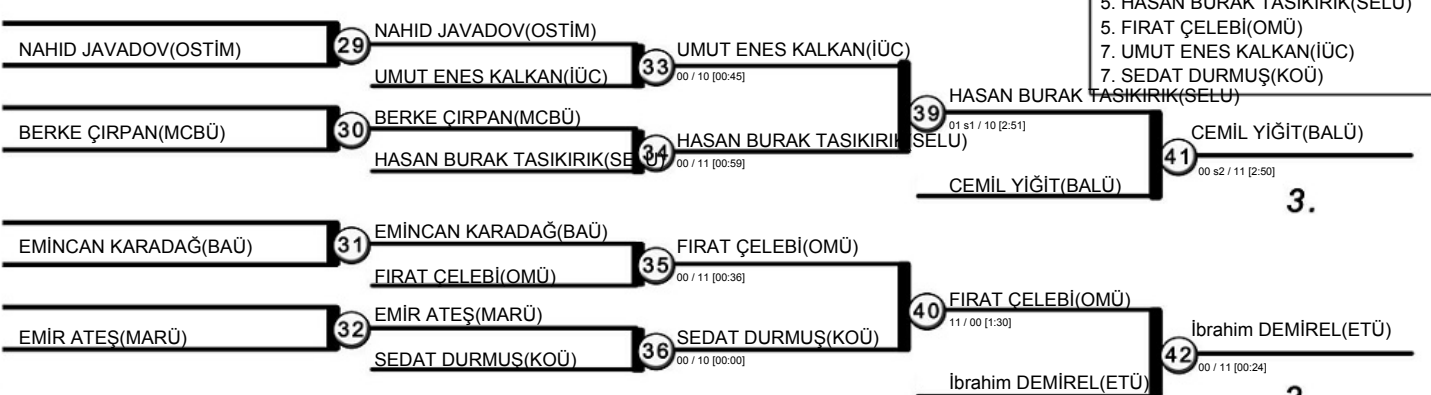 5. HASAN BURAK TASIKIRIK(SELU)
5. FIRAT ÇELEBİ(OMÜ)
7. UMUT ENES KALKAN(İÜC)
7. SEDAT DURMUŞ(KOÜ)
NAHID JAVADOV(OSTİM)
29
NAHID JAVADOV(OSTİM)
UMUT ENES KALKAN(İÜC)
33
UMUT ENES KALKAN(İÜC)
00 / 10 [00:45]
BERKE ÇIRPAN(MCBÜ)
30
BERKE ÇIRPAN(MCBÜ)
HASAN BURAK TASIKIRIK(SELU)
34
HASAN BURAK TASIKIRIK(SELU)
00 / 11 [00:59]
39
HASAN BURAK TASIKIRIK(SELU)
01 s1 / 10 [2:51]
CEMİL YİĞİT(BALÜ)
41
CEMİL YİĞİT(BALÜ)
00 s2 / 11 [2:50]
3.
EMİNCAN KARADAĞ(BAÜ)
31
EMİNCAN KARADAĞ(BAÜ)
FIRAT ÇELEBİ(OMÜ)
35
FIRAT ÇELEBİ(OMÜ)
00 / 11 [00:36]
EMİR ATEŞ(MARÜ)
32
EMİR ATEŞ(MARÜ)
SEDAT DURMUŞ(KOÜ)
36
SEDAT DURMUŞ(KOÜ)
00 / 10 [00:00]
40
FIRAT ÇELEBİ(OMÜ)
11 / 00 [1:30]
İbrahim DEMİREL(ETÜ)
42
İbrahim DEMİREL(ETÜ)
00 / 11 [00:24]